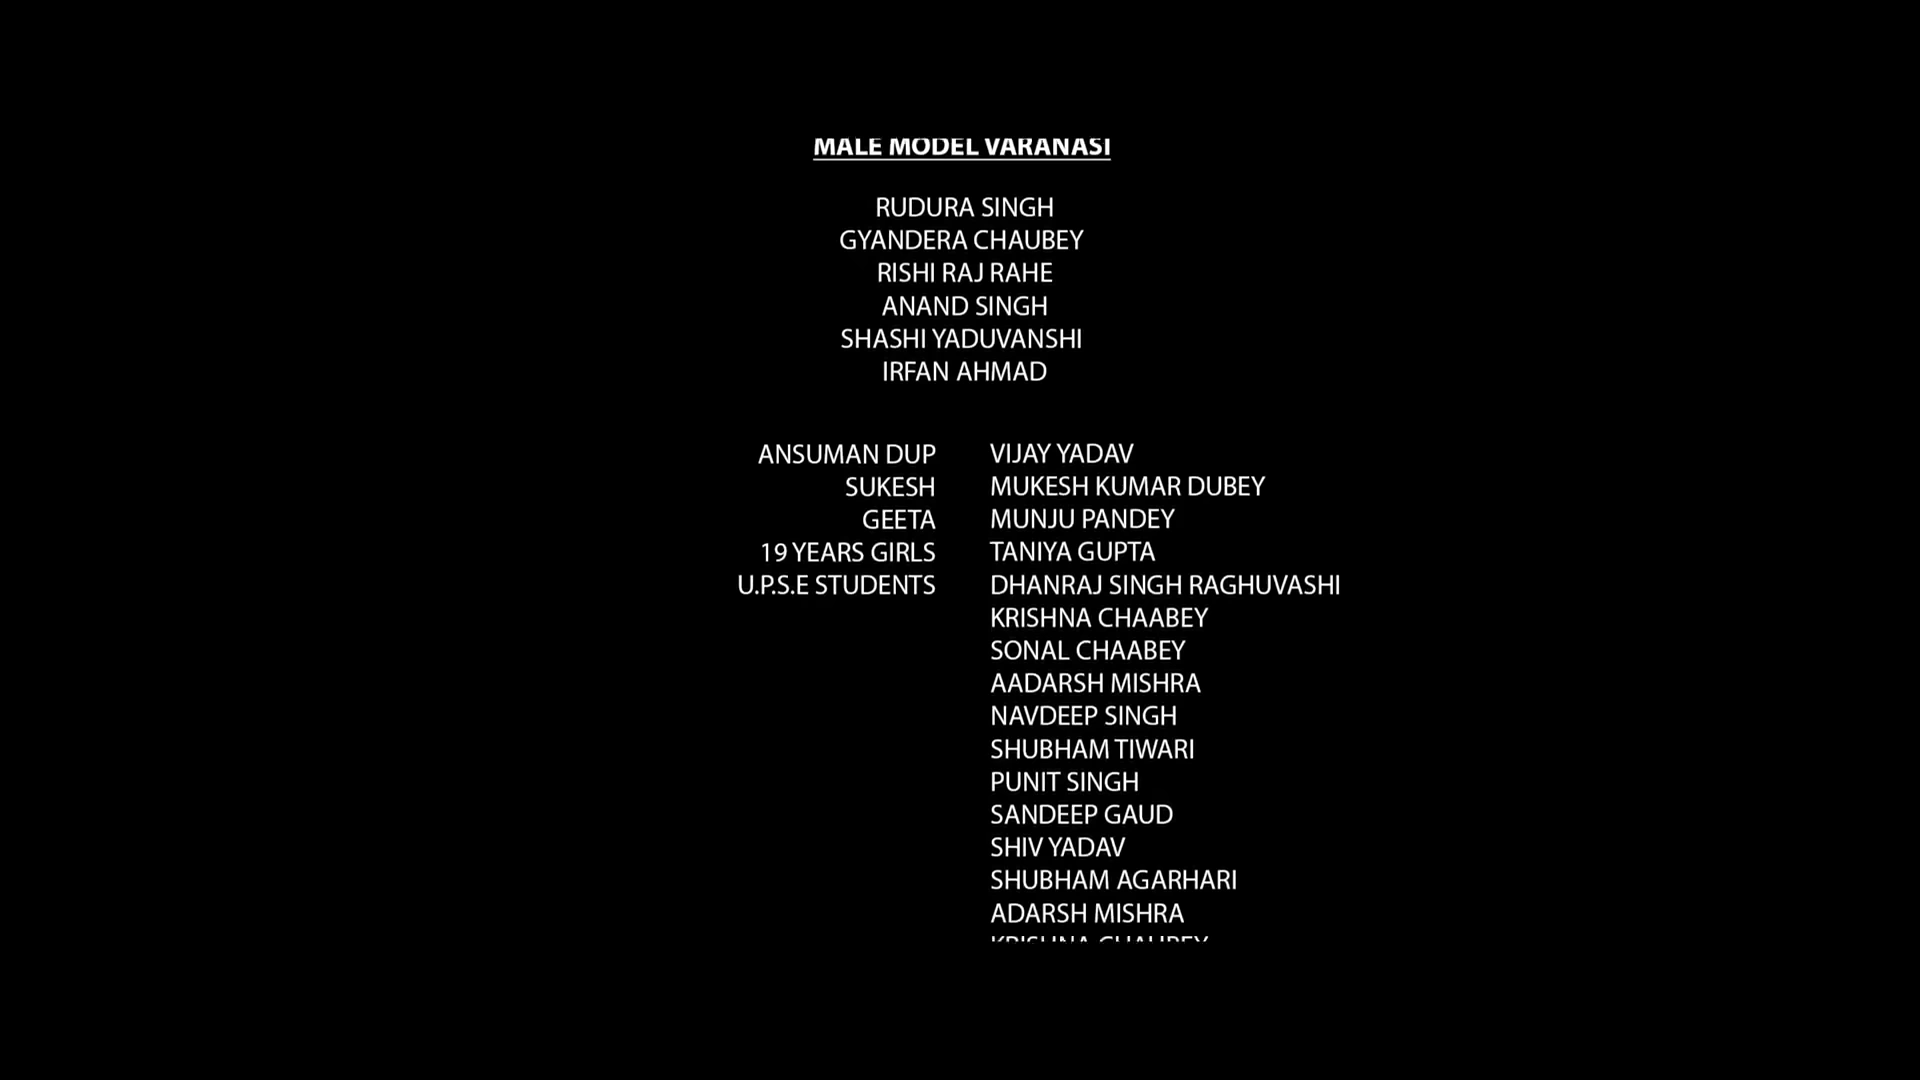 MALE MODEL VARANASI
RUDURA SINGH
GYANDERA CHAUBEY
RISHI RAJ RAHE
ANAND SINGH
SHASHI YADUVANSHI
IRFAN AHMAD
ANSUMAN DUP VIJAY YADAV
SUKESH MUKESH KUMAR DUBEY
GEETA MUNJU PANDEY
19 YEARS GIRLS TANIYA GUPTA
U.P.S.E STUDENTS DHANRAJ SINGH RAGHUVASHI
KRISHNA CHAABEY
SONAL CHAABEY
AADARSH MISHRA
NAVDEEP SINGH
SHUBHAM TIWARI
PUNIT SINGH
SANDEEP GAUD
SHIV YADAV
SHUBHAM AGARHARI
ADARSH MISHRA